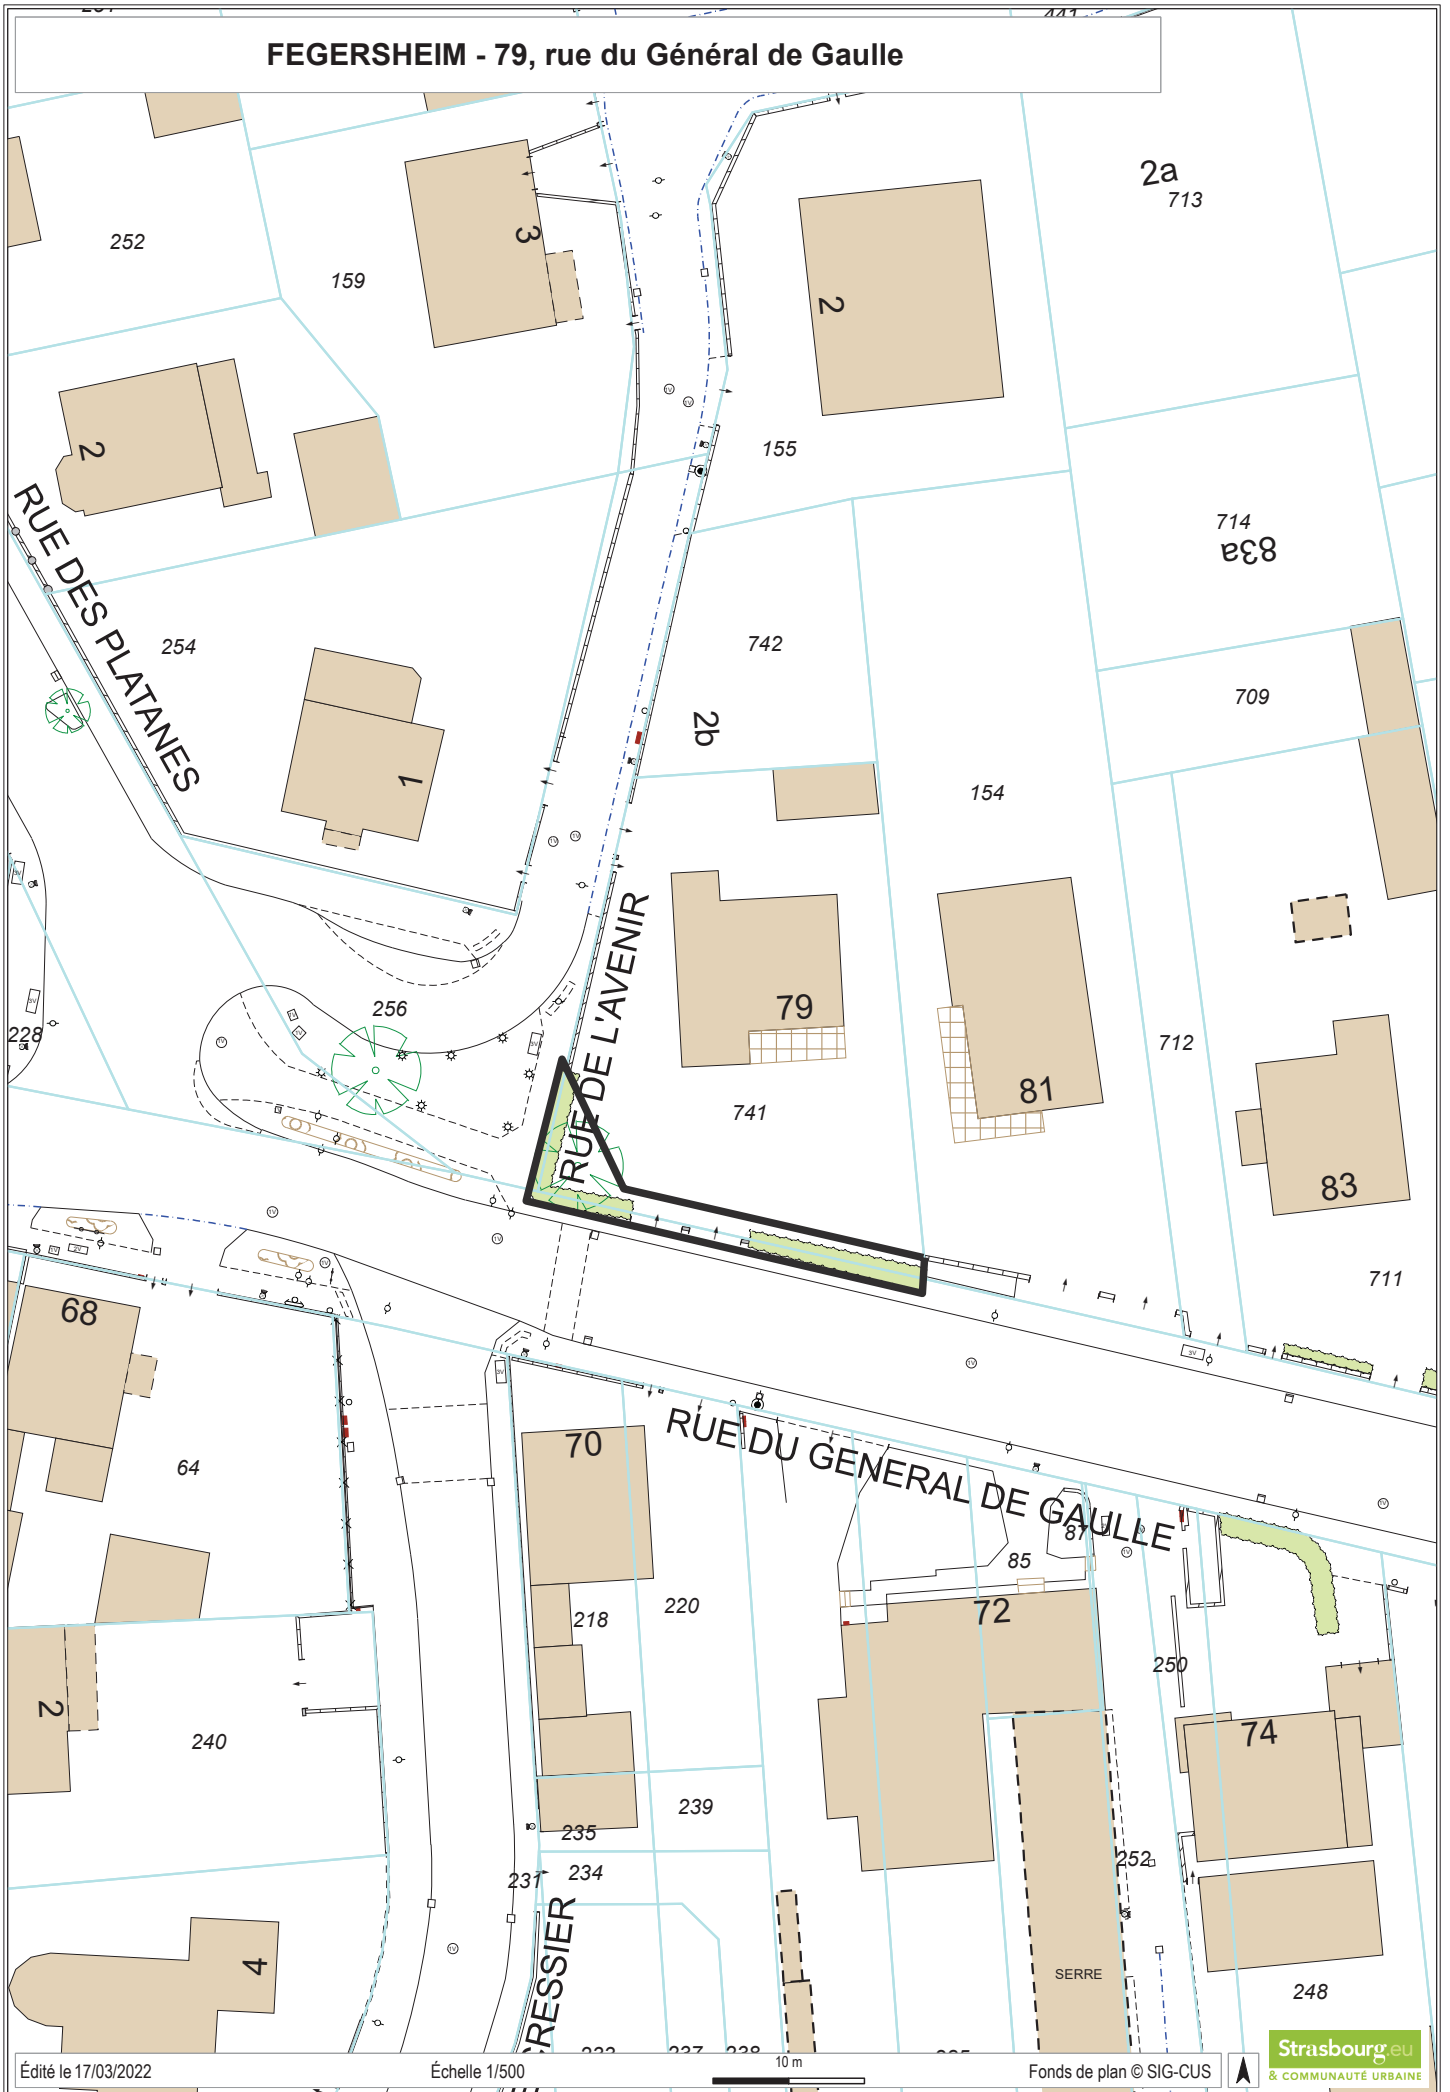 FEGERSHEIM - 79, rue du Général de Gaulle
2a
713
252
3
159
2
2
155
714
83a
RUE DES PLATANES
254
742
709
2b
1
154
RUE DE L'AVENIR
256
79
228
712
81
741
83
711
68
70
RUE DU GENERAL DE GAULLE
64
87
85
218
220
72
250
2
74
240
239
235
252
231
234
CRESSIER
4
SERRE
248
Édité le 17/03/2022
Échelle 1/500
10 m
Fonds de plan © SIG-CUS
Strasbourg.eu
& COMMUNAUTÉ URBAINE